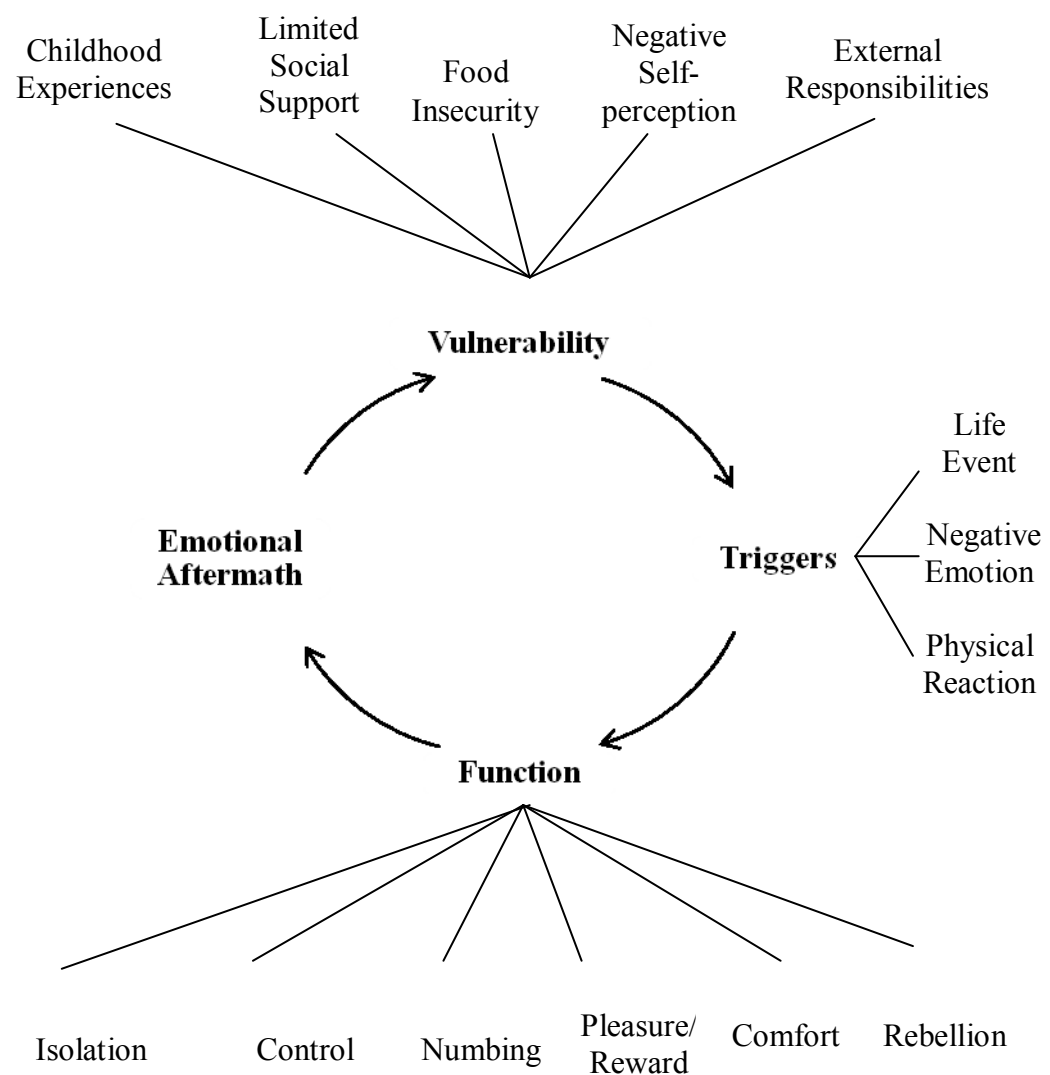 Childhood
Experiences
Limited
Social
Support
Food
Insecurity
Negative
Self-
perception
External
Responsibilities
Vulnerability
Life
Event
Emotional
Aftermath
Triggers
Negative
Emotion
Physical
Reaction
Function
Isolation
Control
Numbing
Pleasure/
Reward
Comfort
Rebellion